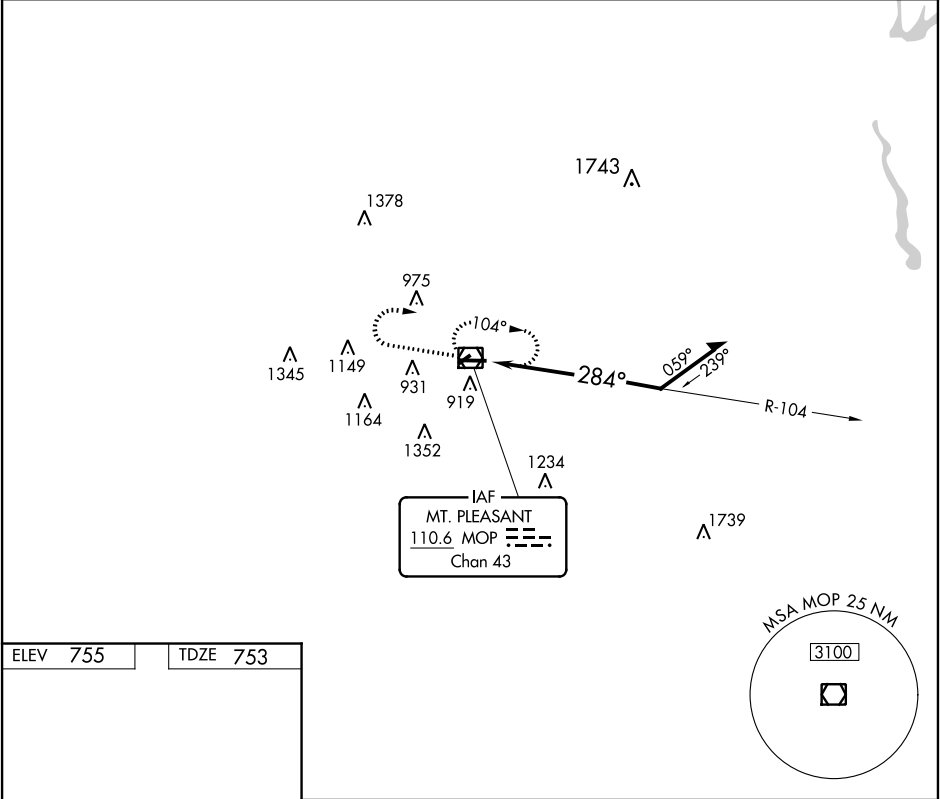 1743
1378
975
104°
1345
1149
931
919
284°
059°
239°
R-104
1164
1352
1234
IAF
MT. PLEASANT
110.6 MOP
Chan 43
1739
MSA MOP 25 NM
3100
ELEV 755
TDZE 753